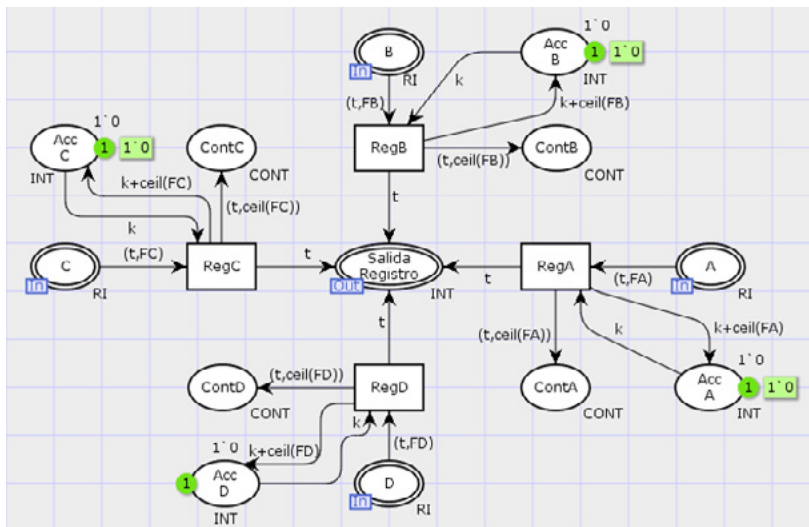 1`0
B
In
RI
Acc
B
1 1`0
INT
k
(t,FB)
k+ceil(FB)
1`0
Acc
C
1 1`0
INT
ContC
CONT
RegB
(t,ceil(FB))
ContB
CONT
k+ceil(FC)
(t,ceil(FC))
k
t
C
In
RI
(t,FC)
RegC
t
Salida
Registro
Out
INT
t
RegA
(t,FA)
A
In
RI
t
(t,ceil(FA))
k
k+ceil(FA)
1`0
ContD
CONT
(t,ceil(FD))
RegD
ContA
CONT
Acc
A
1 1`0
INT
k
1`0
k+ceil(FD)
(t,FD)
1
Acc
D
INT
D
In
RI